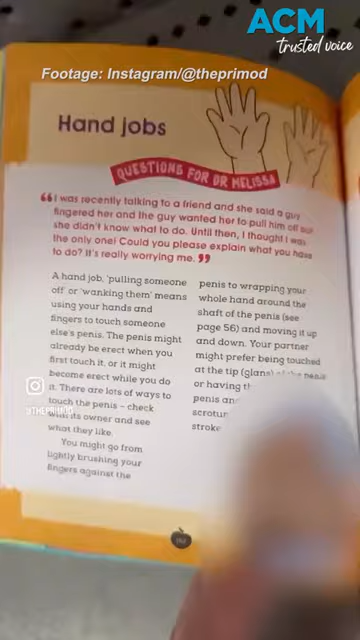 ACM
trusted voice
Footage: Instagram/@theprimod
Hand jobs
QUESTIONS FOR DR MELISSA
❝I was recently talking to a friend and she said a guy
fingered her and the guy wanted her to pull him off but
she didn't know what to do. Until then, I thought I was
the only one! Could you please explain what you have
to do? It's really worrying me.❞
A hand job, 'pulling someone
off' or 'wanking them' means
using your hands and
fingers to touch someone
else's penis. The penis might
already be erect when you
first touch it, or it might
become erect while you do
it. There are lots of ways to
touch the penis – check
with its owner and see
what they like.
You might go from
lightly brushing your
fingers against the
penis to wrapping your
whole hand around the
shaft of the penis (see
page 56) and moving it up
and down. Your partner
might prefer being touched
at the tip (glans) of the penis
or having
penis
stroke
@THEPRIMOD